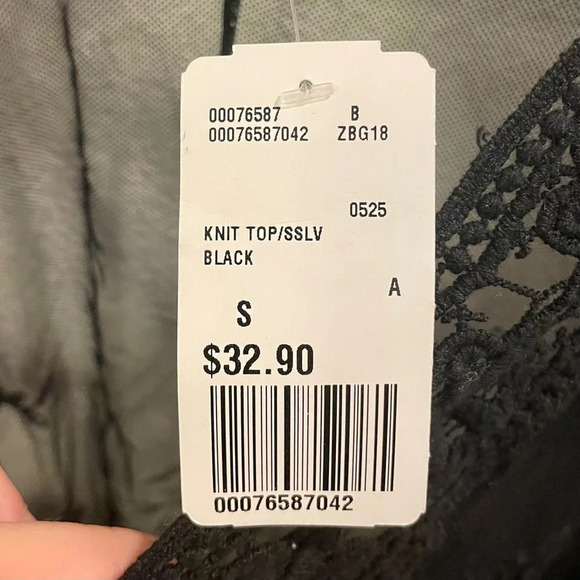 00076587 B
00076587042 ZBG18
0525
KNIT TOP/SSLV
BLACK
A
S
$32.90
00076587042